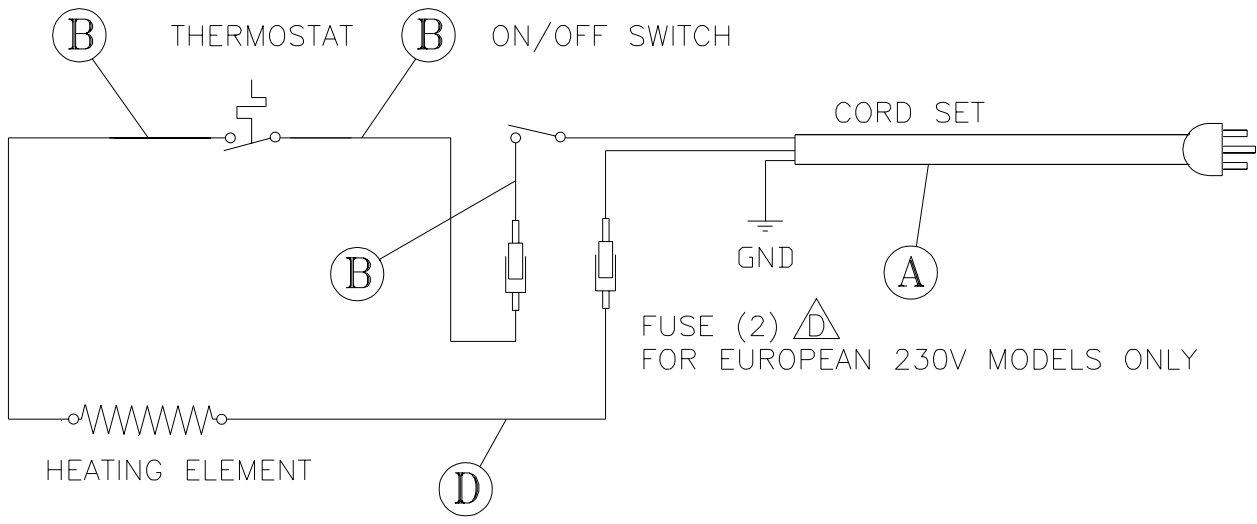 B THERMOSTAT B ON/OFF SWITCH
CORD SET
GND
B
A
FUSE (2) D
FOR EUROPEAN 230V MODELS ONLY
HEATING ELEMENT
D